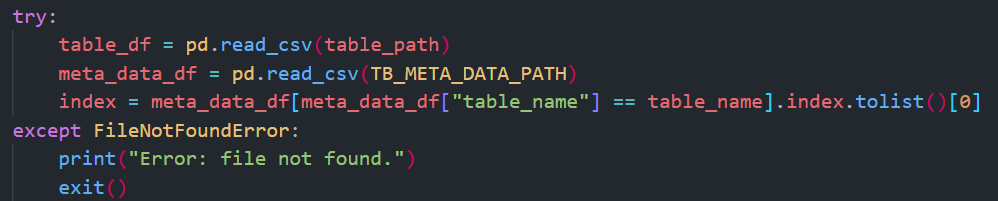 try:
    table_df = pd.read_csv(table_path)
    meta_data_df = pd.read_csv(TB_META_DATA_PATH)
    index = meta_data_df[meta_data_df["table_name"] == table_name].index.tolist()[0]
except FileNotFoundError:
    print("Error: file not found.")
    exit()